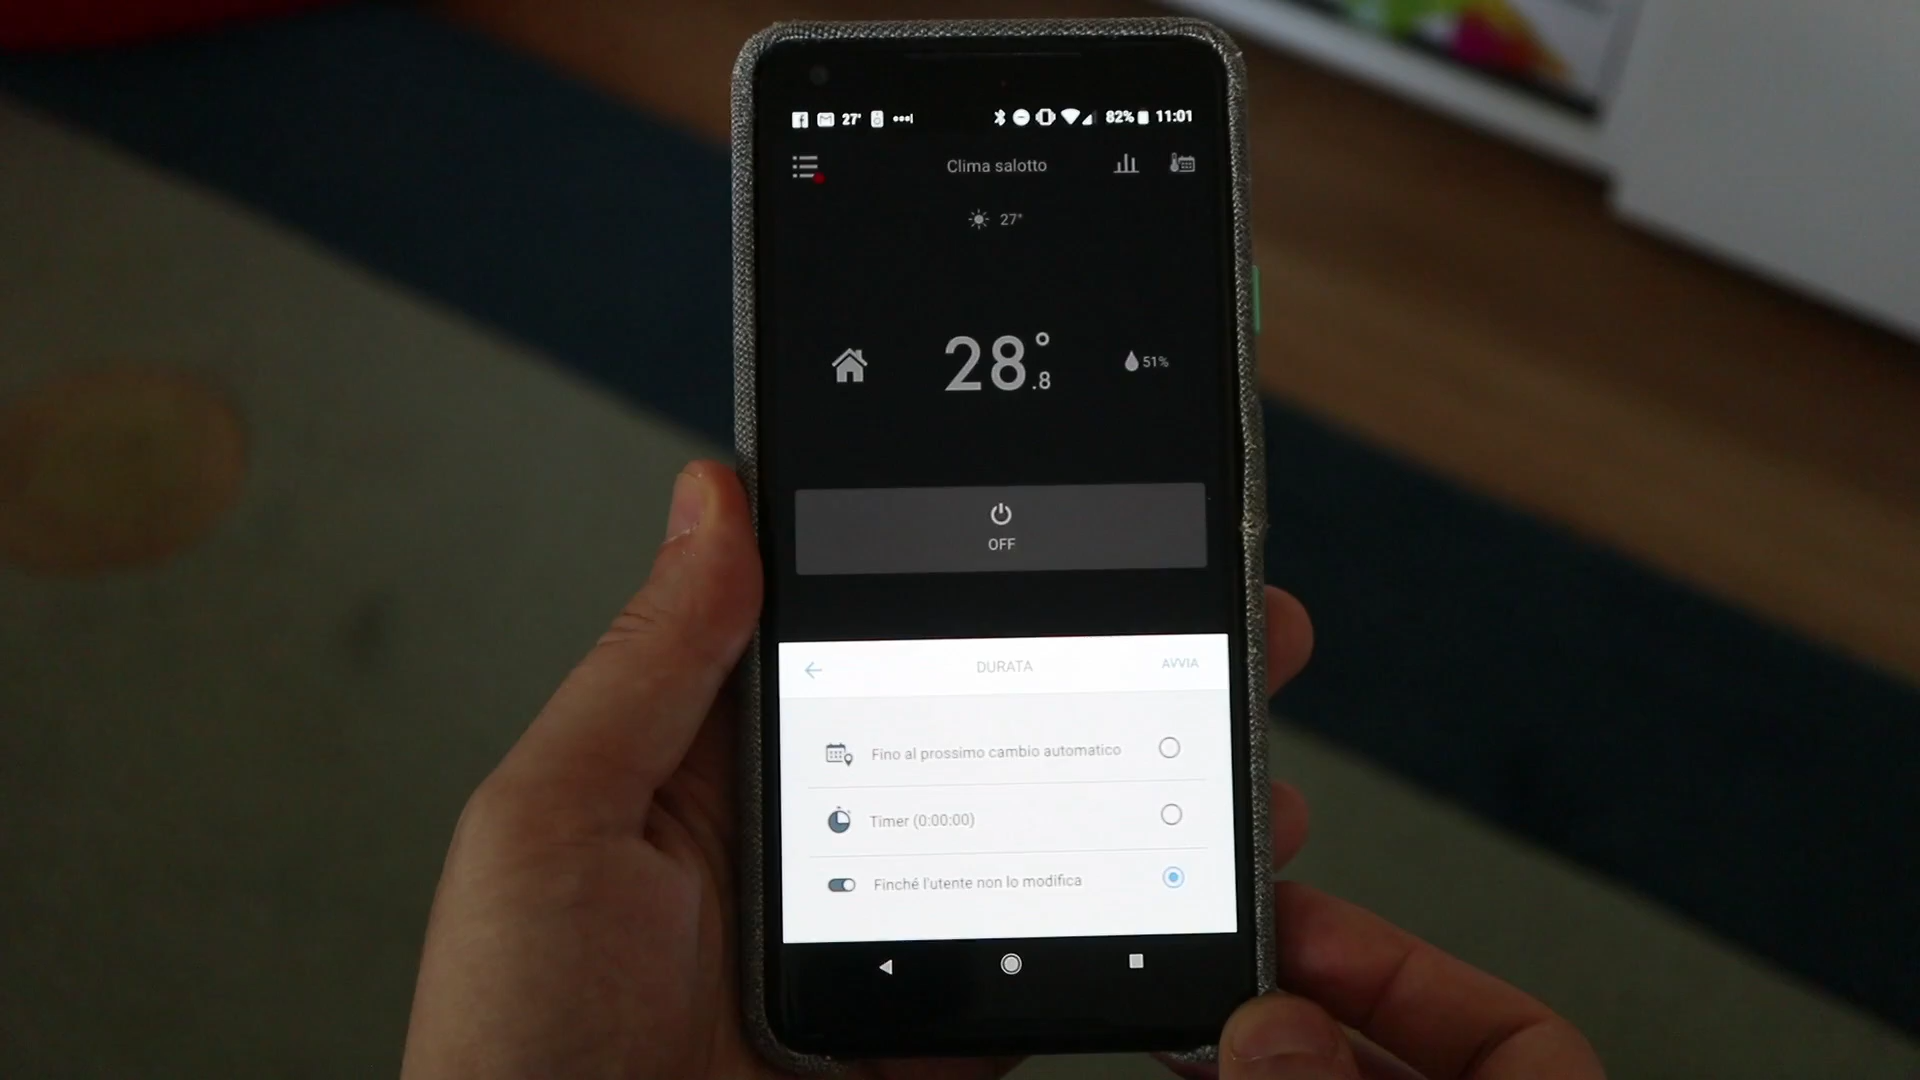 27° 82% 11:01
Clima salotto
27°
28.8°
51%
OFF
DURATA AVVIA
Fino al prossimo cambio automatico
Timer (0:00:00)
Finché l'utente non lo modifica